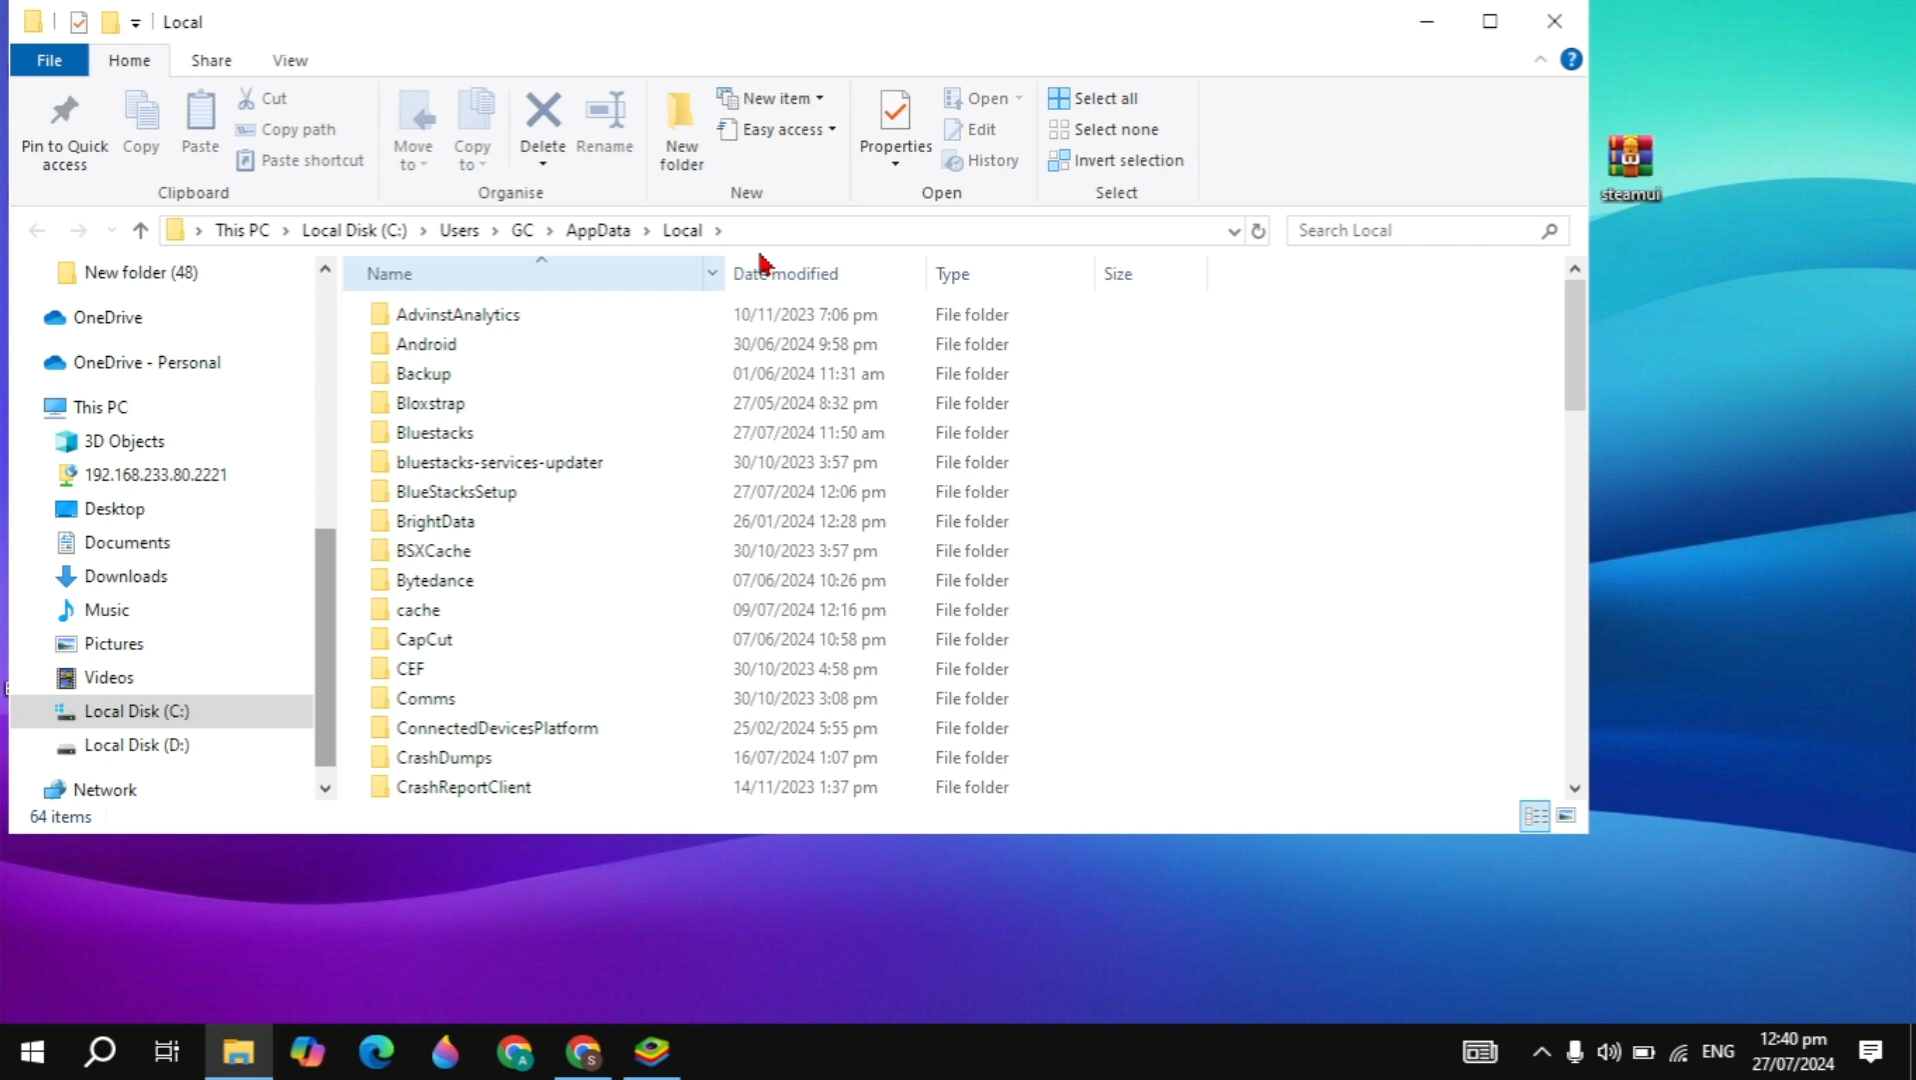 Local
File Home Share View
Pin to Quick access
Copy
Paste
Cut
Copy path
Paste shortcut
Clipboard
Move to
Copy to
Delete
Rename
Organise
New folder
New item
Easy access
New
Properties
Open
Edit
History
Open
Select all
Select none
Invert selection
Select
This PC > Local Disk (C:) > Users > GC > AppData > Local >
Search Local
New folder (48)
OneDrive
OneDrive - Personal
This PC
3D Objects
192.168.233.80.2221
Desktop
Documents
Downloads
Music
Pictures
Videos
Local Disk (C:)
Local Disk (D:)
Network
Name Date modified Type Size
AdvinstAnalytics 10/11/2023 7:06 pm File folder
Android 30/06/2024 9:58 pm File folder
Backup 01/06/2024 11:31 am File folder
Bloxstrap 27/05/2024 8:32 pm File folder
Bluestacks 27/07/2024 11:50 am File folder
bluestacks-services-updater 30/10/2023 3:57 pm File folder
BlueStacksSetup 27/07/2024 12:06 pm File folder
BrightData 26/01/2024 12:28 pm File folder
BSXCache 30/10/2023 3:57 pm File folder
Bytedance 07/06/2024 10:26 pm File folder
cache 09/07/2024 12:16 pm File folder
CapCut 07/06/2024 10:58 pm File folder
CEF 30/10/2023 4:58 pm File folder
Comms 30/10/2023 3:08 pm File folder
ConnectedDevicesPlatform 25/02/2024 5:55 pm File folder
CrashDumps 16/07/2024 1:07 pm File folder
CrashReportClient 14/11/2023 1:37 pm File folder
64 items
steamui
ENG
12:40 pm
27/07/2024